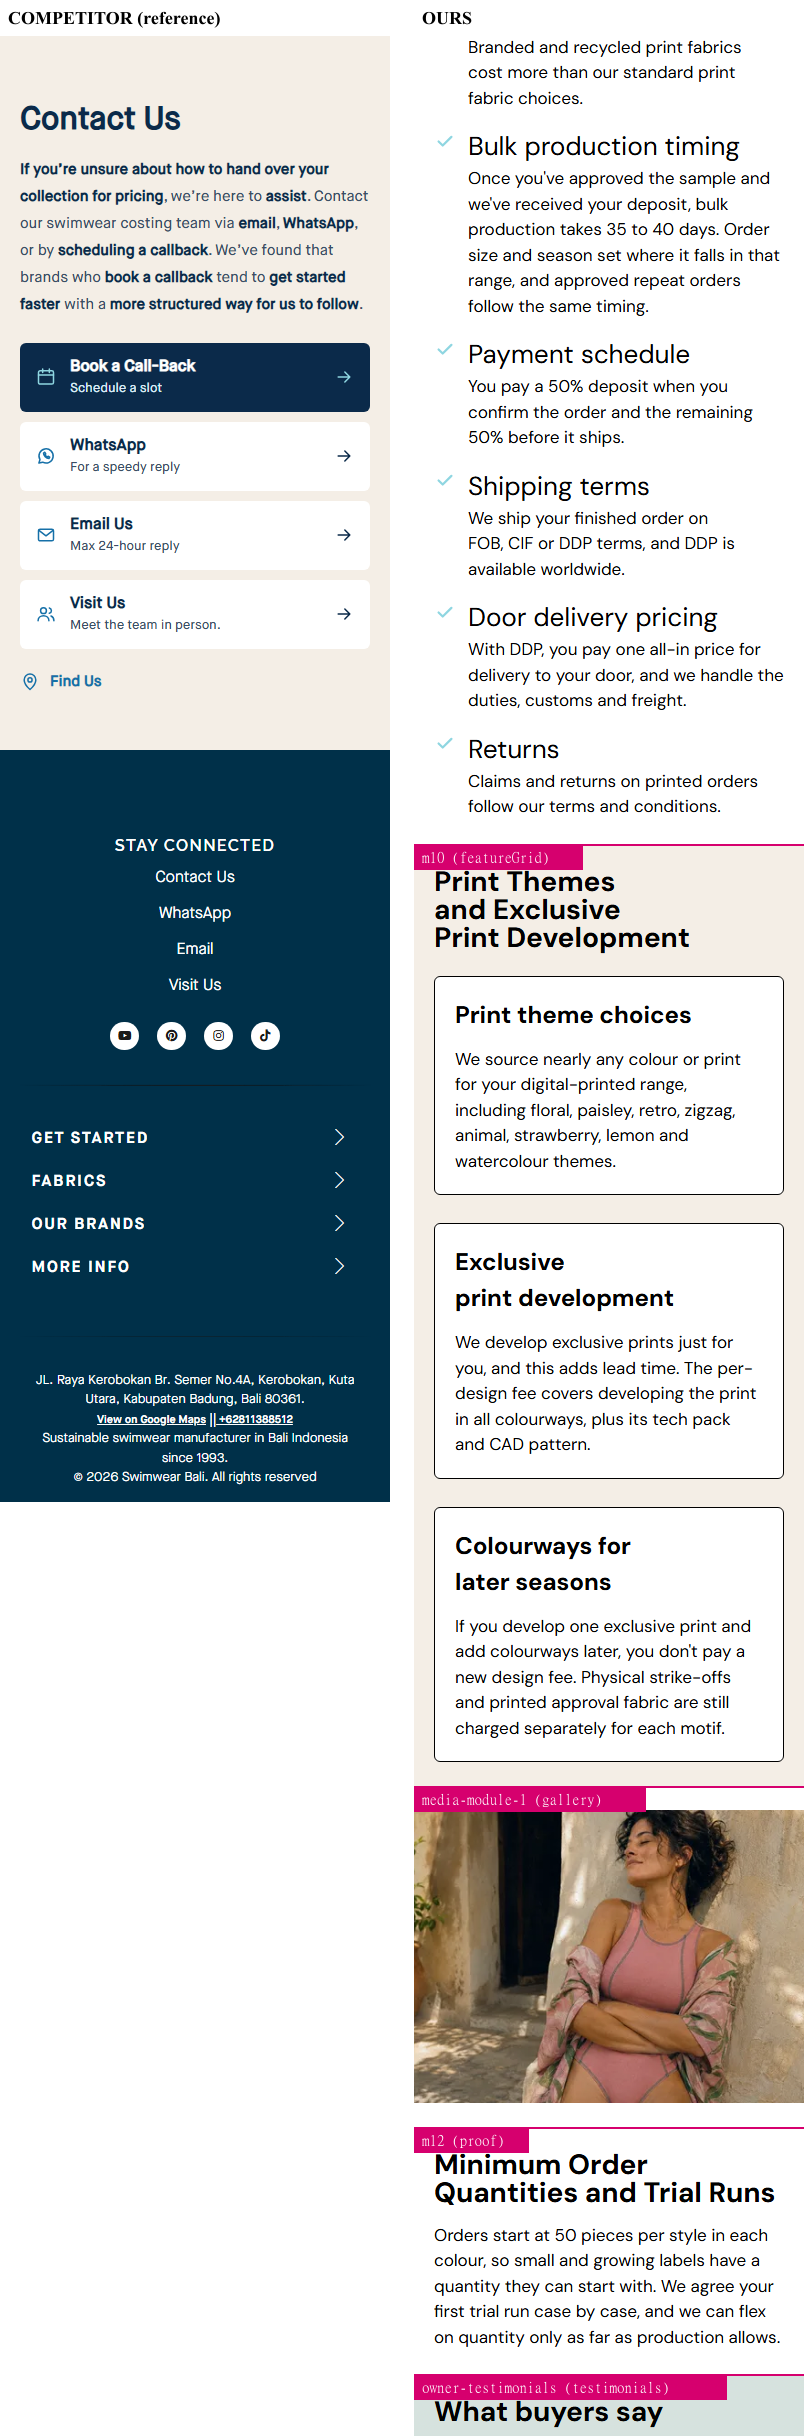 COMPETITOR (reference)
Contact Us
If you're unsure about how to hand over your
collection for pricing, we're here to assist. Contact
our swimwear costing team via email, WhatsApp,
or by scheduling a callback. We've found that
brands who book a callback tend to get started
faster with a more structured way for us to follow.
Book a Call-Back
Schedule a slot
WhatsApp
For a speedy reply
Email Us
Max 24-hour reply
Visit Us
Meet the team in person.
Find Us
STAY CONNECTED
Contact Us
WhatsApp
Email
Visit Us
GET STARTED
FABRICS
OUR BRANDS
MORE INFO
JL. Raya Kerobokan Br. Semer No.4A, Kerobokan, Kuta
Utara, Kabupaten Badung, Bali 80361.
View on Google Maps || +62811388512
Sustainable swimwear manufacturer in Bali Indonesia
since 1993.
© 2026 Swimwear Bali. All rights reserved
OURS
Branded and recycled print fabrics
cost more than our standard print
fabric choices.
Bulk production timing
Once you've approved the sample and
we've received your deposit, bulk
production takes 35 to 40 days. Order
size and season set where it falls in that
range, and approved repeat orders
follow the same timing.
Payment schedule
You pay a 50% deposit when you
confirm the order and the remaining
50% before it ships.
Shipping terms
We ship your finished order on
FOB, CIF or DDP terms, and DDP is
available worldwide.
Door delivery pricing
With DDP, you pay one all-in price for
delivery to your door, and we handle the
duties, customs and freight.
Returns
Claims and returns on printed orders
follow our terms and conditions.
m10 (featureGrid)
Print Themes
and Exclusive
Print Development
Print theme choices
We source nearly any colour or print
for your digital-printed range,
including floral, paisley, retro, zigzag,
animal, strawberry, lemon and
watercolour themes.
Exclusive
print development
We develop exclusive prints just for
you, and this adds lead time. The per-
design fee covers developing the print
in all colourways, plus its tech pack
and CAD pattern.
Colourways for
later seasons
If you develop one exclusive print and
add colourways later, you don't pay a
new design fee. Physical strike-offs
and printed approval fabric are still
charged separately for each motif.
media-module-1 (gallery)
m12 (proof)
Minimum Order
Quantities and Trial Runs
Orders start at 50 pieces per style in each
colour, so small and growing labels have a
quantity they can start with. We agree your
first trial run case by case, and we can flex
on quantity only as far as production allows.
owner-testimonials (testimonials)
What buyers say